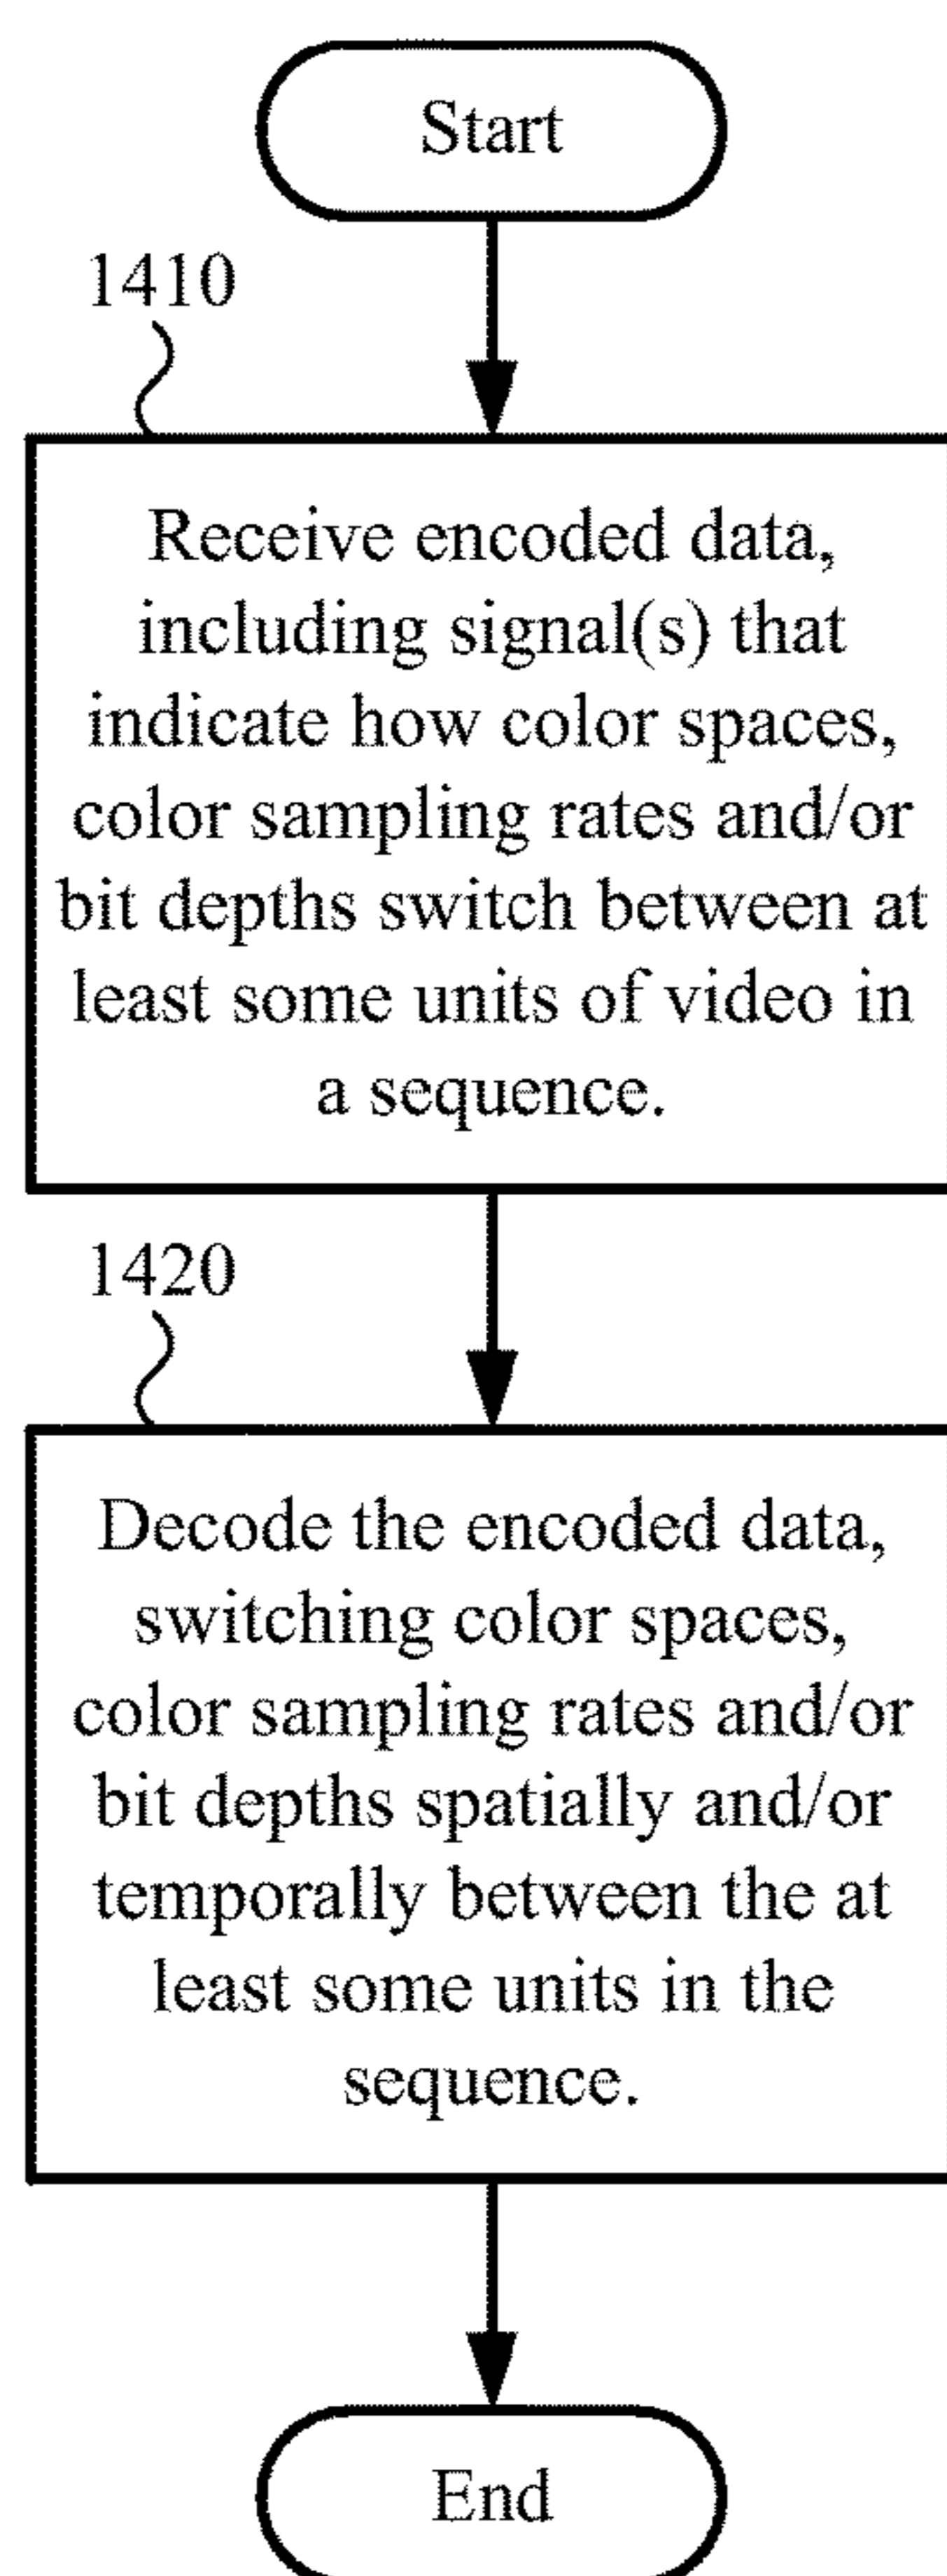 Start
1410
Receive encoded data,
including signal(s) that
indicate how color spaces,
color sampling rates and/or
bit depths switch between at
least some units of video in
a sequence.
1420
Decode the encoded data,
switching color spaces,
color sampling rates and/or
bit depths spatially and/or
temporally between the at
least some units in the
sequence.
End